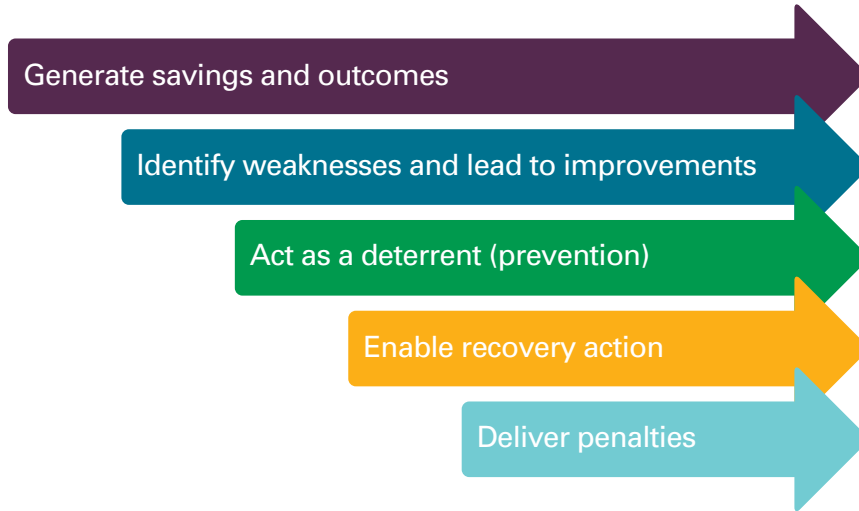 Generate savings and outcomes
Identify weaknesses and lead to improvements
Act as a deterrent (prevention)
Enable recovery action
Deliver penalties